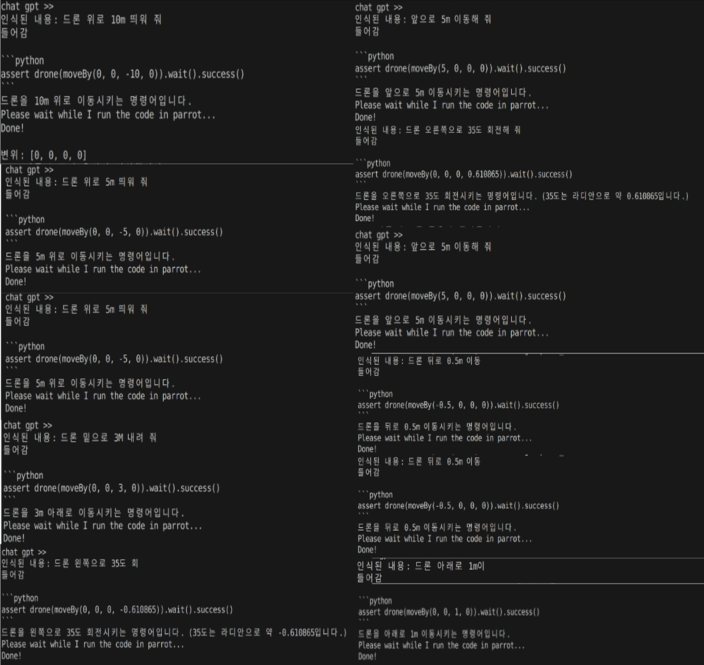 chat gpt >>
인식된 내용: 드론 위로 10m 띄워 줘
들어감
```python
assert drone(moveBy(0, 0, -10, 0)).wait().success()
```
드론을 10m 위로 이동시키는 명령어입니다.
Please wait while I run the code in parrot...
Done!
변위: [0, 0, 0, 0]
chat gpt >>
인식된 내용: 드론 위로 5m 띄워 줘
들어감
```python
assert drone(moveBy(0, 0, -5, 0)).wait().success()
```
드론을 5m 위로 이동시키는 명령어입니다.
Please wait while I run the code in parrot...
Done!
chat gpt >>
인식된 내용: 드론 위로 5m 띄워 줘
들어감
```python
assert drone(moveBy(0, 0, -5, 0)).wait().success()
```
드론을 5m 위로 이동시키는 명령어입니다.
Please wait while I run the code in parrot...
Done!
chat gpt >>
인식된 내용: 드론 밑으로 3M 내려 줘
들어감
```python
assert drone(moveBy(0, 0, 3, 0)).wait().success()
```
드론을 3m 아래로 이동시키는 명령어입니다.
Please wait while I run the code in parrot...
Done!
chat gpt >>
인식된 내용: 드론 왼쪽으로 35도 회
들어감
```python
assert drone(moveBy(0, 0, 0, -0.610865)).wait().success()
```
드론을 왼쪽으로 35도 회전시키는 명령어입니다. (35도는 라디안으로 약 -0.610865입니다.)
Please wait while I run the code in parrot...
Done!
chat gpt >>
인식된 내용: 앞으로 5m 이동해 줘
들어감
```python
assert drone(moveBy(5, 0, 0, 0)).wait().success()
```
드론을 앞으로 5m 이동시키는 명령어입니다.
Please wait while I run the code in parrot...
Done!
인식된 내용: 드론 오른쪽으로 35도 회전해 줘
들어감
```python
assert drone(moveBy(0, 0, 0, 0.610865)).wait().success()
```
드론을 오른쪽으로 35도 회전시키는 명령어입니다. (35도는 라디안으로 약 0.610865입니다.)
Please wait while I run the code in parrot...
Done!
chat gpt >>
인식된 내용: 앞으로 5m 이동해 줘
들어감
```python
assert drone(moveBy(5, 0, 0, 0)).wait().success()
```
드론을 앞으로 5m 이동시키는 명령어입니다.
Please wait while I run the code in parrot...
Done!
인식된 내용: 드론 뒤로 0.5m 이동
들어감
```python
assert drone(moveBy(-0.5, 0, 0, 0)).wait().success()
```
드론을 뒤로 0.5m 이동시키는 명령어입니다.
Please wait while I run the code in parrot...
Done!
인식된 내용: 드론 뒤로 0.5m 이동
들어감
```python
assert drone(moveBy(-0.5, 0, 0, 0)).wait().success()
```
드론을 뒤로 0.5m 이동시키는 명령어입니다.
Please wait while I run the code in parrot...
Done!
인식된 내용: 드론 아래로 1m이
들어감
```python
assert drone(moveBy(0, 0, 1, 0)).wait().success()
```
드론을 아래로 1m 이동시키는 명령어입니다.
Please wait while I run the code in parrot...
Done!